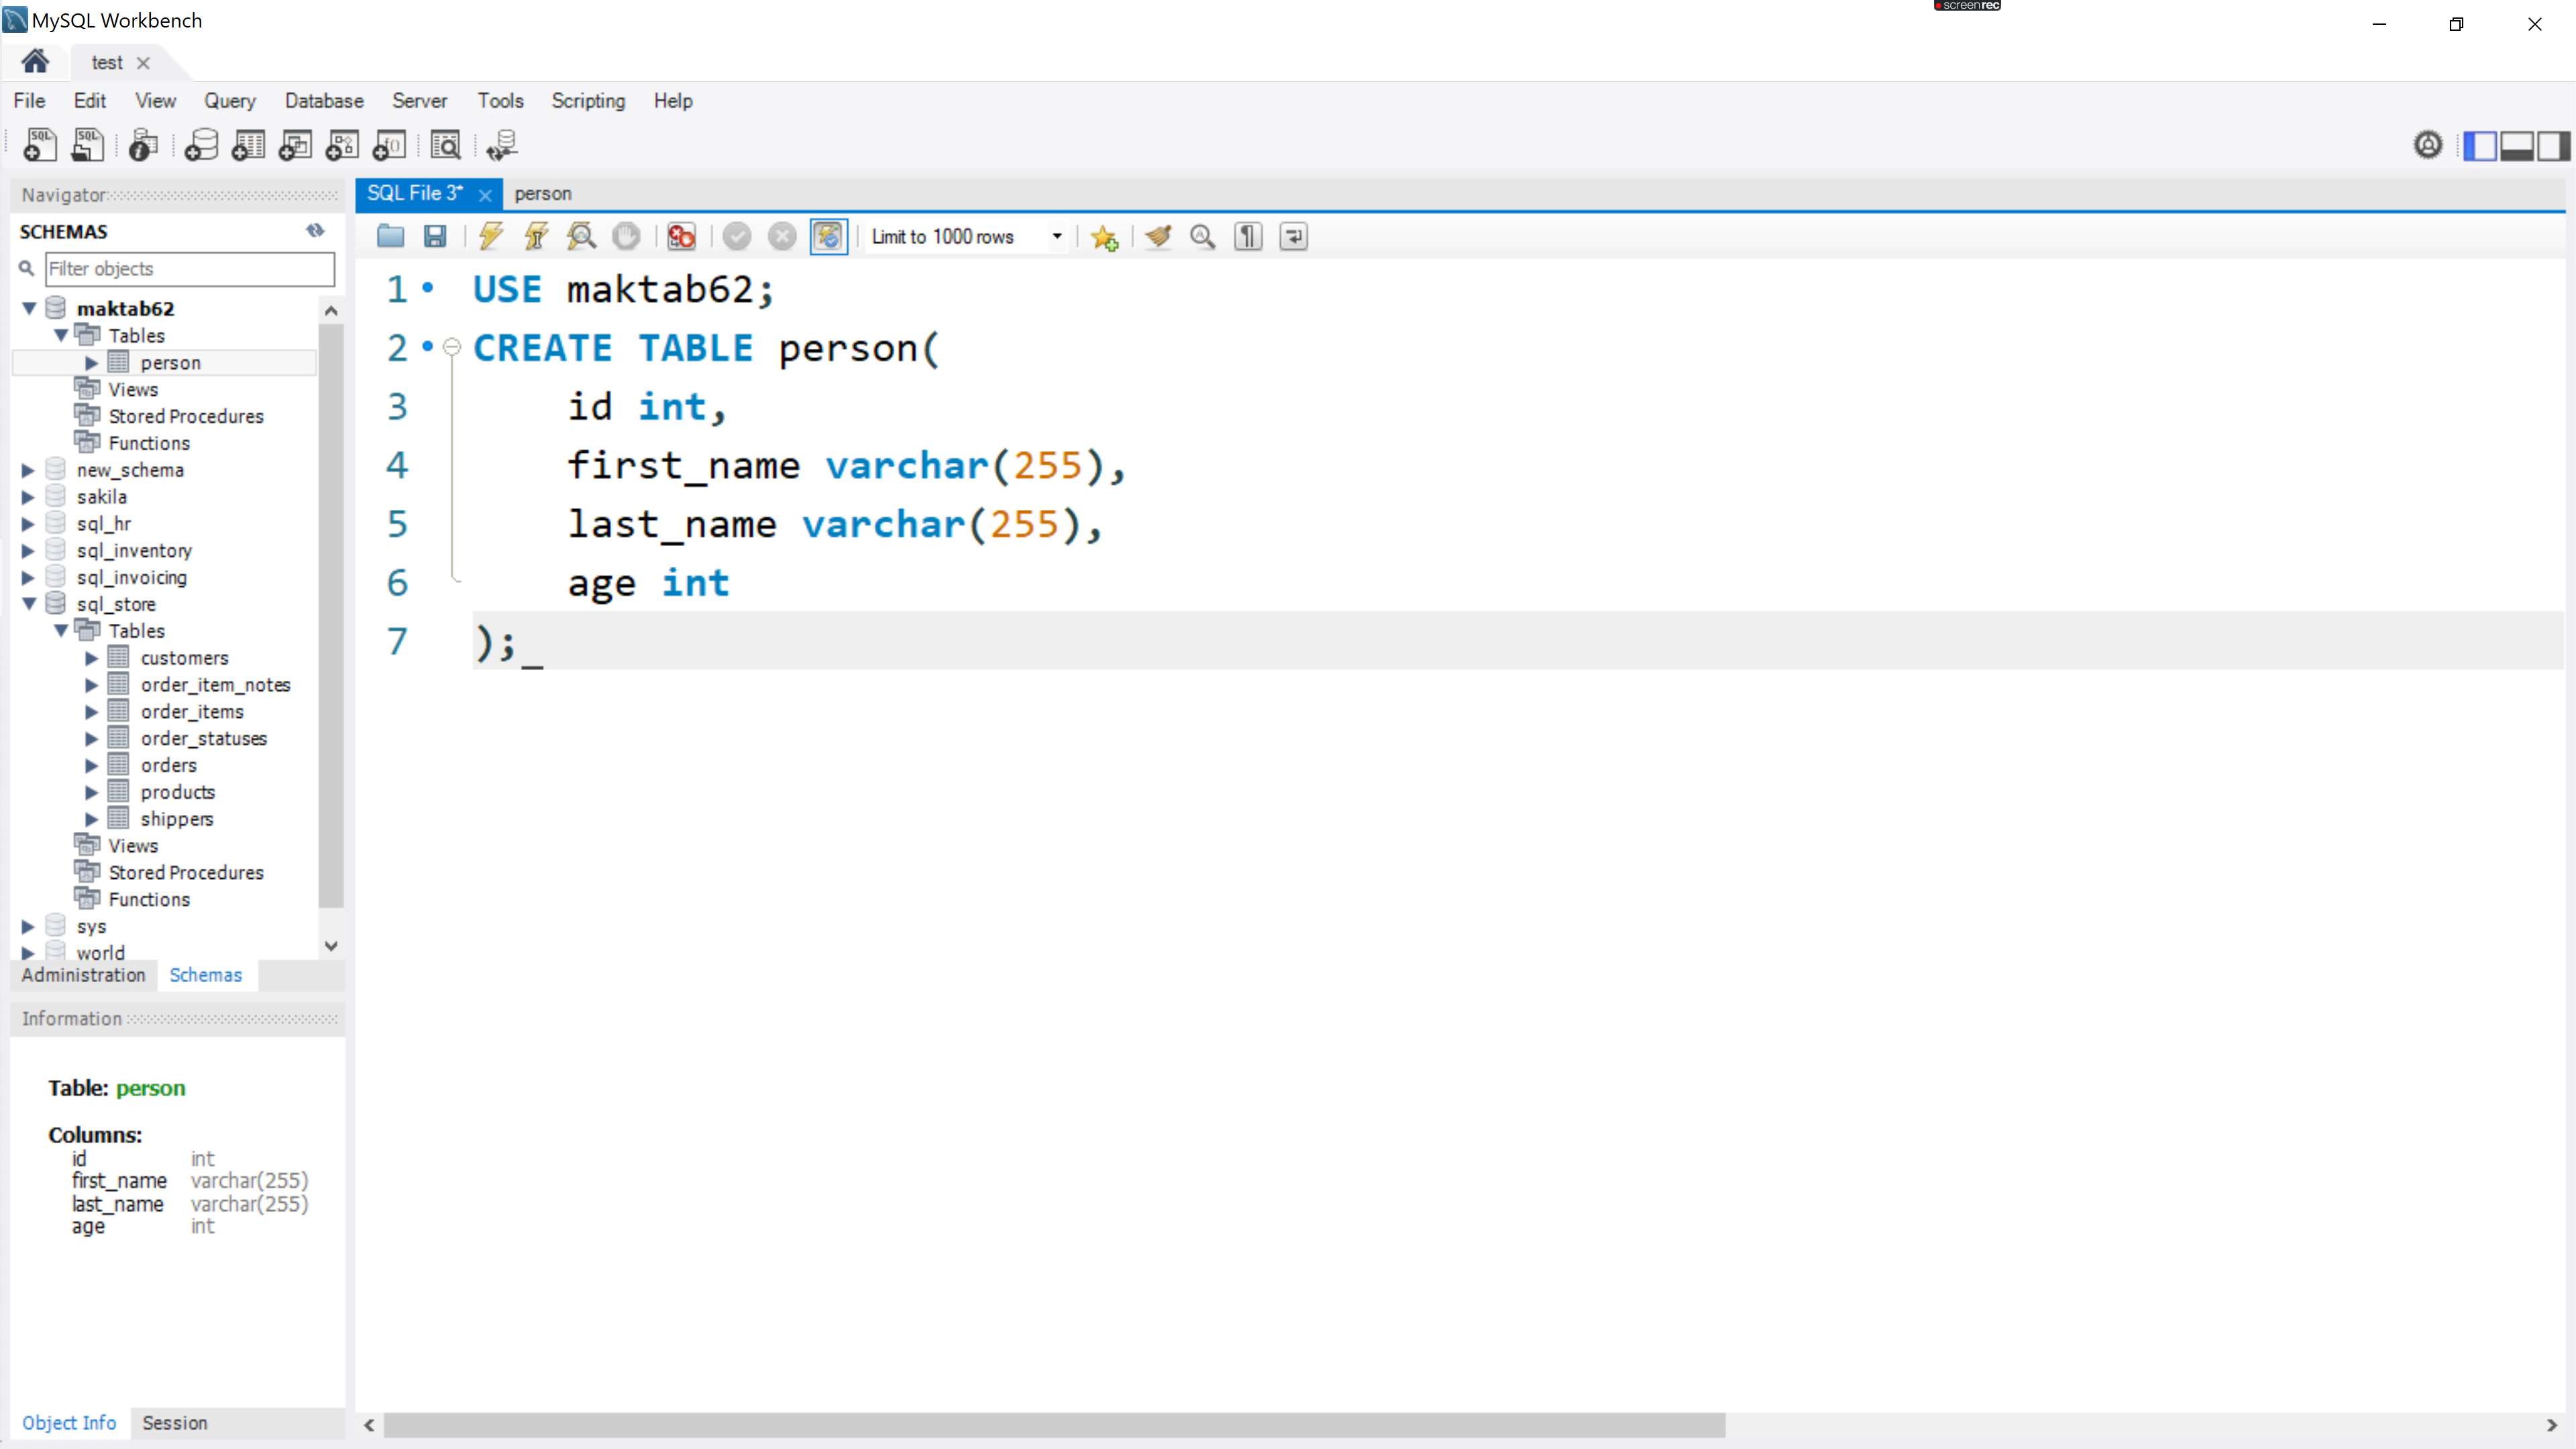 MySQL Workbench
screenrec
test
File Edit View Query Database Server Tools Scripting Help
Navigator
SQL File 3* person
SCHEMAS
Limit to 1000 rows
Filter objects
maktab62
Tables
person
Views
Stored Procedures
Functions
new_schema
sakila
sql_hr
sql_inventory
sql_invoicing
sql_store
Tables
customers
order_item_notes
order_items
order_statuses
orders
products
shippers
Views
Stored Procedures
Functions
sys
world
Administration Schemas
Information
Table: person
Columns:
id int
first_name varchar(255)
last_name varchar(255)
age int
Object Info Session
1 USE maktab62;
2 CREATE TABLE person(
3 id int,
4 first_name varchar(255),
5 last_name varchar(255),
6 age int
7 );